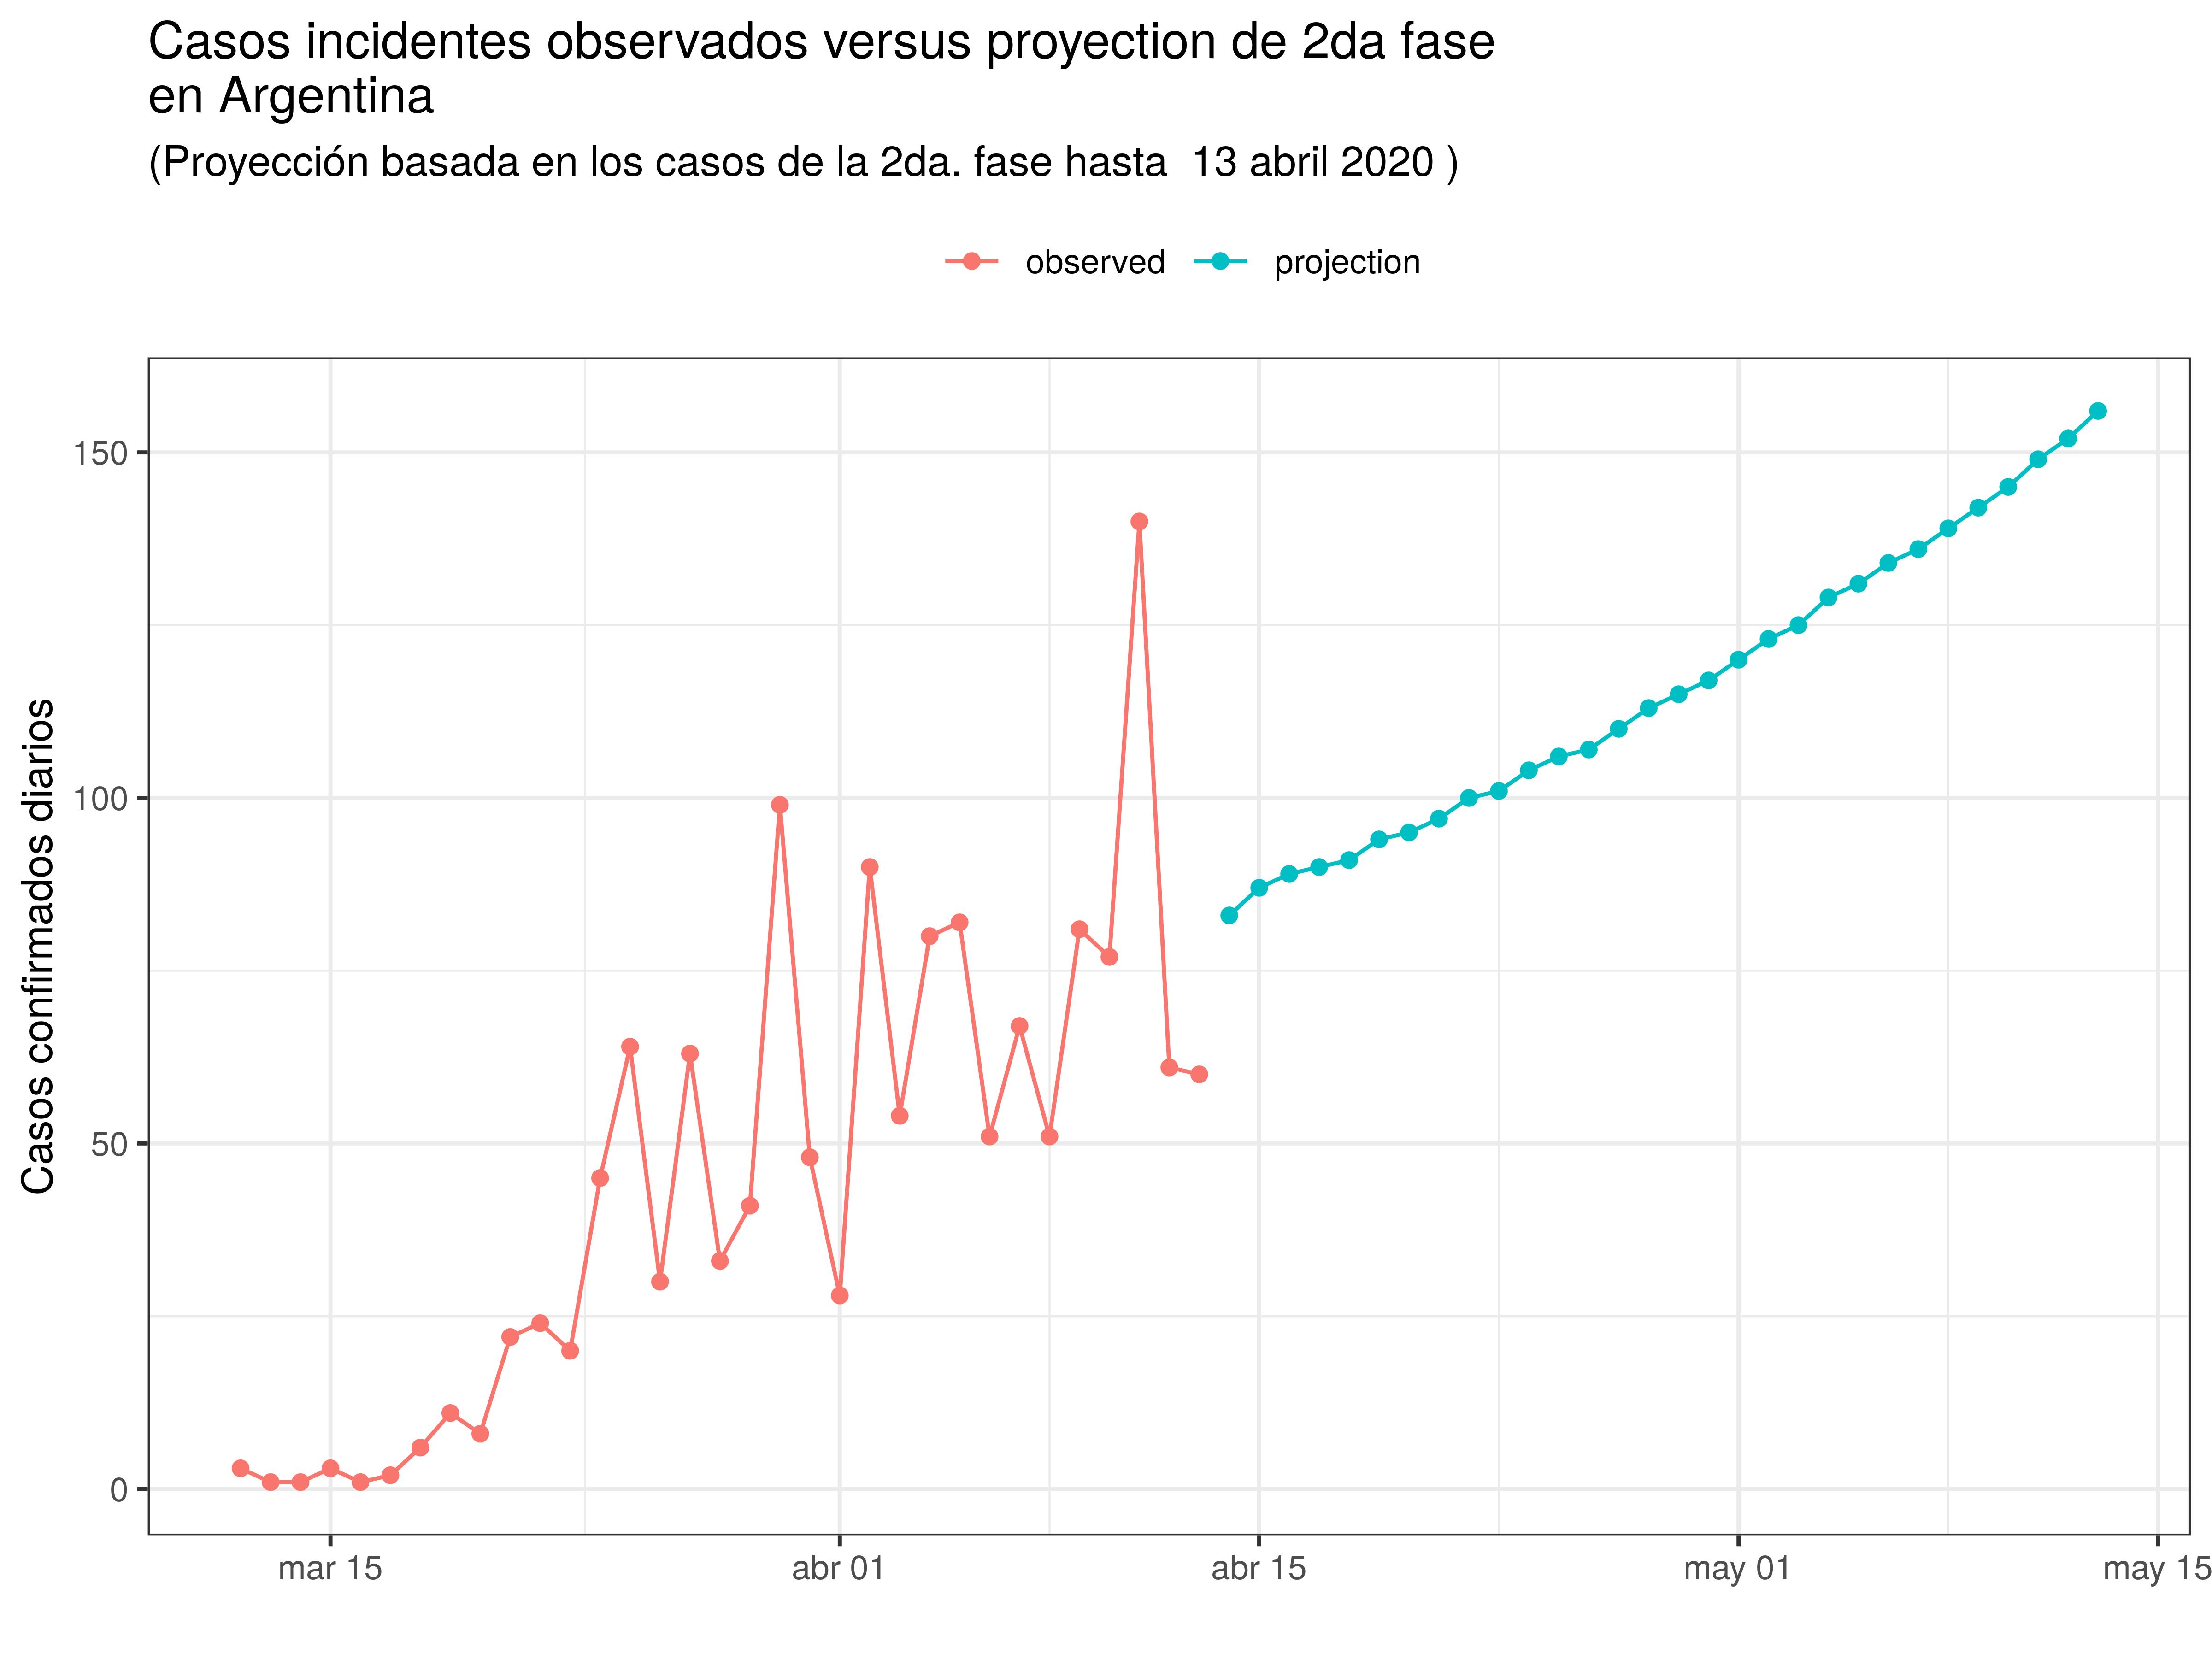 Casos incidentes observados versus proyection de 2da fase
en Argentina
(Proyección basada en los casos de la 2da. fase hasta  13 abril 2020 )
observed projection
Casos confirmados diarios
150
100
50
0
mar 15 abr 01 abr 15 may 01 may 15